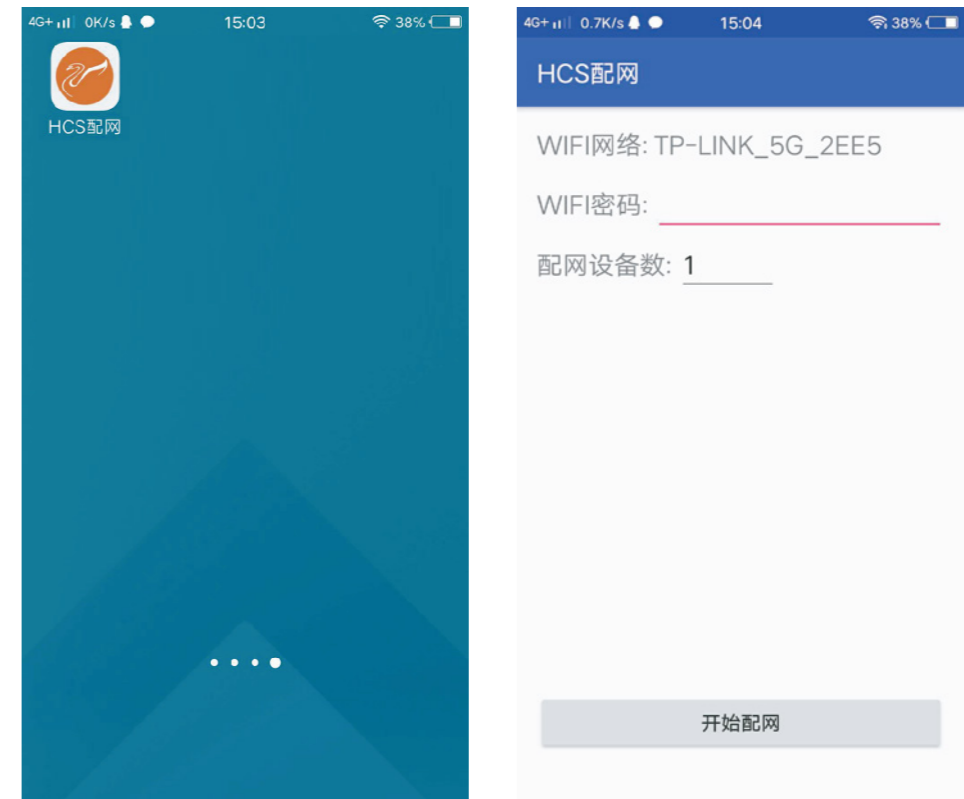 4G+ 0K/s 15:03 38%
HCS配网
4G+ 0.7K/s 15:04 38%
HCS配网
WIFI网络: TP-LINK_5G_2EE5
WIFI密码:
配网设备数: 1
开始配网